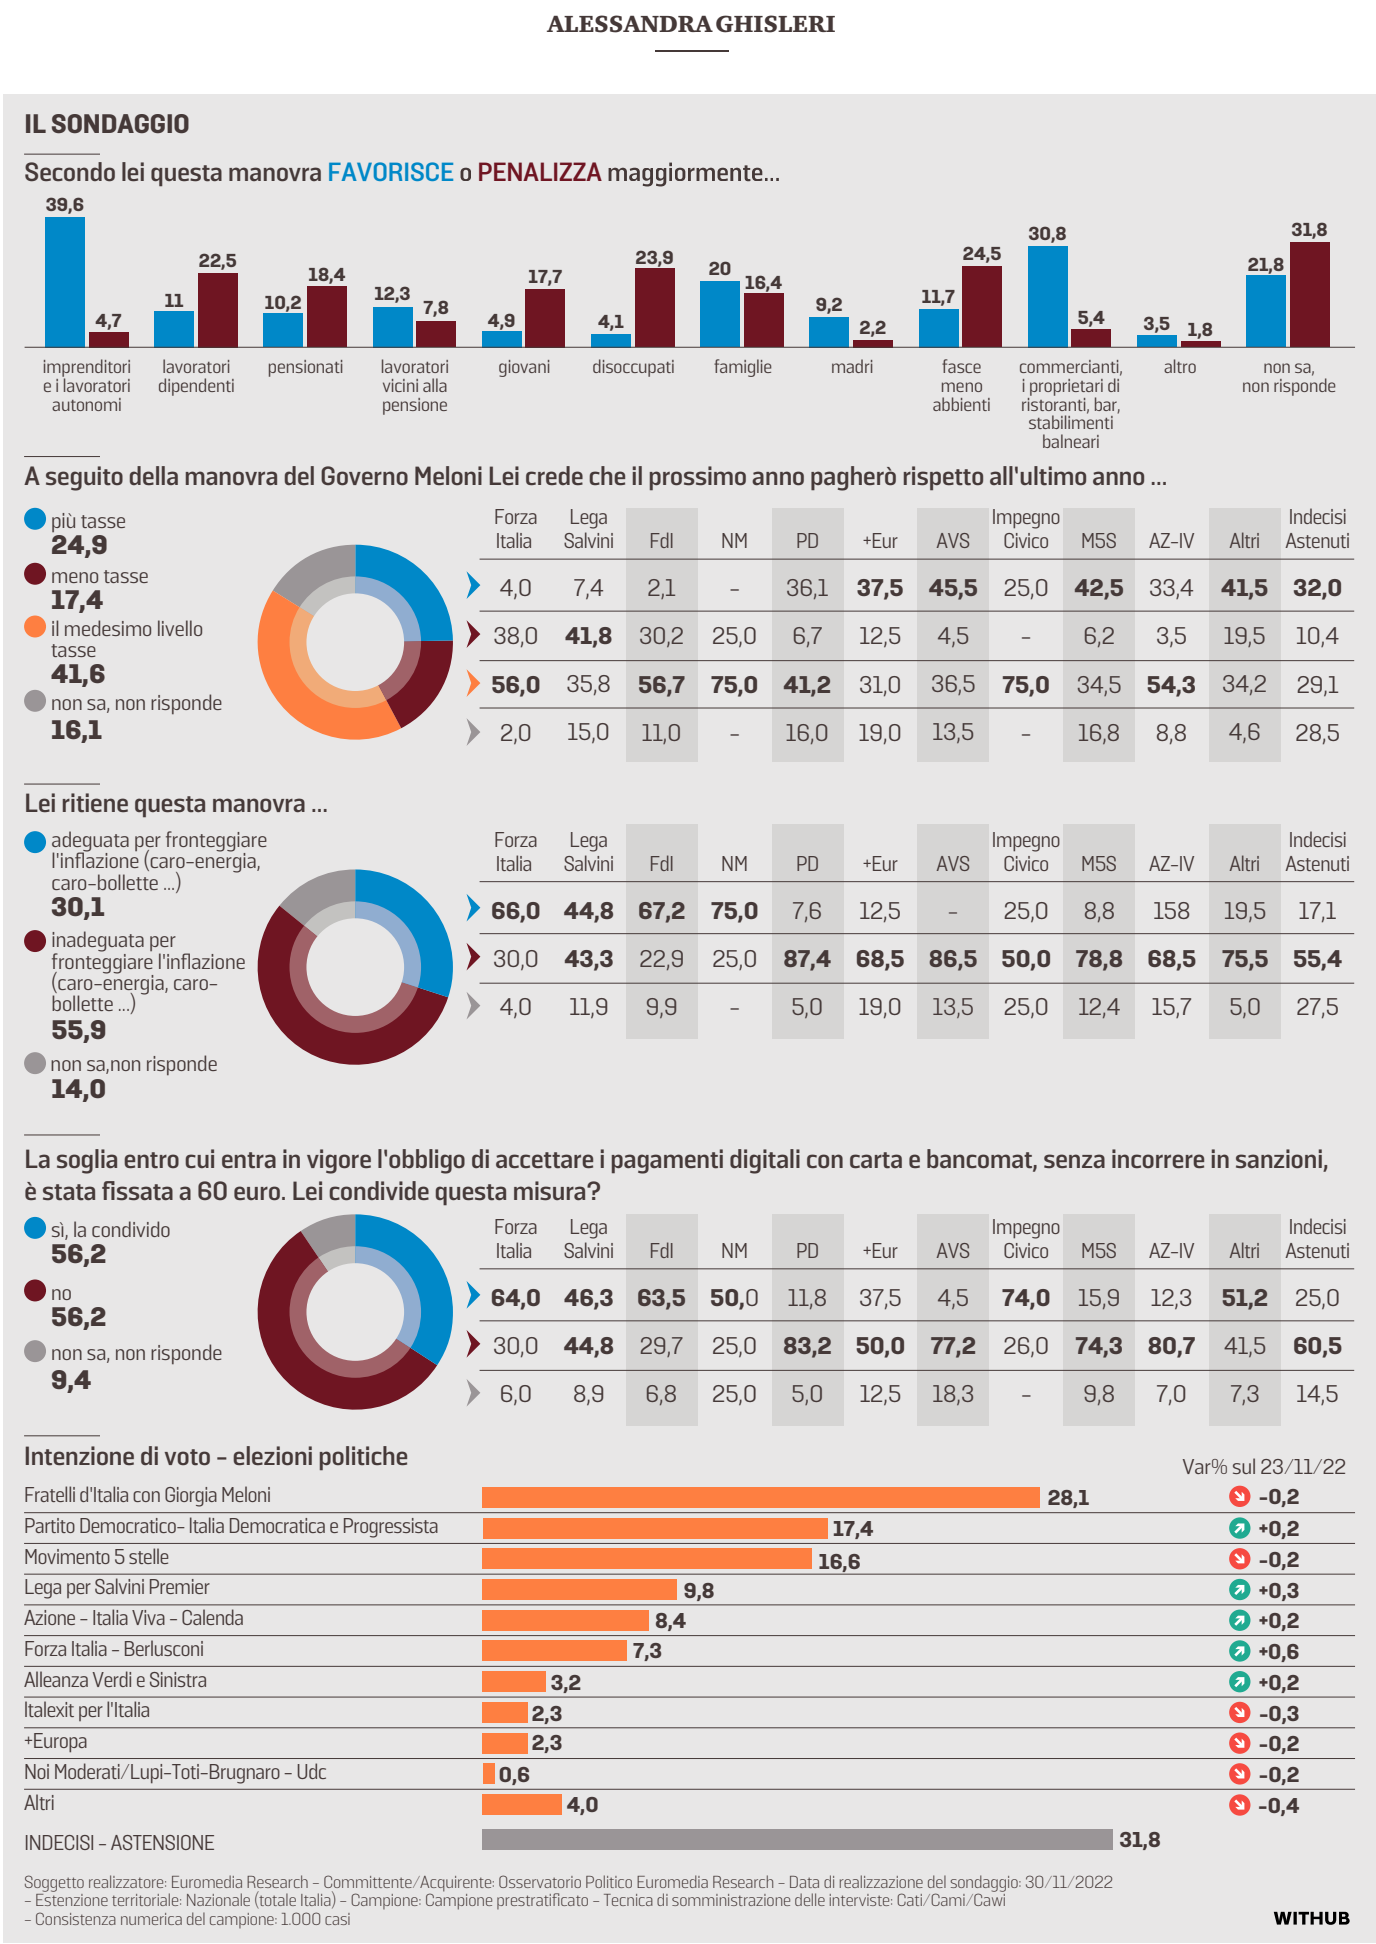 ALESSANDRA GHISLERI
IL SONDAGGIO
Secondo lei questa manovra FAVORISCE o PENALIZZA maggiormente...
39,6 4,7
11 22,5
10,2 18,4
12,3 7,8
4,9 17,7
4,1 23,9
20 16,4
9,2 2,2
11,7 24,5
30,8 5,4
3,5 1,8
21,8 31,8
imprenditori
e i lavoratori
autonomi
lavoratori
dipendenti
pensionati
lavoratori
vicini alla
pensione
giovani
disoccupati
famiglie
madri
fasce
meno
abbienti
commercianti,
i proprietari di
ristoranti, bar,
stabilimenti
balneari
altro
non sa,
non risponde
A seguito della manovra del Governo Meloni Lei crede che il prossimo anno pagherò rispetto all'ultimo anno ...
più tasse
24,9
meno tasse
17,4
il medesimo livello
tasse
41,6
non sa, non risponde
16,1
Forza Lega Impegno Indecisi
Italia Salvini FdI NM PD +Eur AVS Civico M5S AZ-IV Altri Astenuti
4,0 7,4 2,1 - 36,1 37,5 45,5 25,0 42,5 33,4 41,5 32,0
38,0 41,8 30,2 25,0 6,7 12,5 4,5 - 6,2 3,5 19,5 10,4
56,0 35,8 56,7 75,0 41,2 31,0 36,5 75,0 34,5 54,3 34,2 29,1
2,0 15,0 11,0 - 16,0 19,0 13,5 - 16,8 8,8 4,6 28,5
Lei ritiene questa manovra ...
adeguata per fronteggiare
l'inflazione (caro-energia,
caro-bollette ...)
30,1
inadeguata per
fronteggiare l'inflazione
(caro-energia, caro-
bollette ...)
55,9
non sa,non risponde
14,0
Forza Lega Impegno Indecisi
Italia Salvini FdI NM PD +Eur AVS Civico M5S AZ-IV Altri Astenuti
66,0 44,8 67,2 75,0 7,6 12,5 - 25,0 8,8 158 19,5 17,1
30,0 43,3 22,9 25,0 87,4 68,5 86,5 50,0 78,8 68,5 75,5 55,4
4,0 11,9 9,9 - 5,0 19,0 13,5 25,0 12,4 15,7 5,0 27,5
La soglia entro cui entra in vigore l'obbligo di accettare i pagamenti digitali con carta e bancomat, senza incorrere in sanzioni,
è stata fissata a 60 euro. Lei condivide questa misura?
sì, la condivido
56,2
no
56,2
non sa, non risponde
9,4
Forza Lega Impegno Indecisi
Italia Salvini FdI NM PD +Eur AVS Civico M5S AZ-IV Altri Astenuti
64,0 46,3 63,5 50,0 11,8 37,5 4,5 74,0 15,9 12,3 51,2 25,0
30,0 44,8 29,7 25,0 83,2 50,0 77,2 26,0 74,3 80,7 41,5 60,5
6,0 8,9 6,8 25,0 5,0 12,5 18,3 - 9,8 7,0 7,3 14,5
Intenzione di voto - elezioni politiche
Var% sul 23/11/22
Fratelli d'Italia con Giorgia Meloni 28,1 -0,2
Partito Democratico- Italia Democratica e Progressista 17,4 +0,2
Movimento 5 stelle 16,6 -0,2
Lega per Salvini Premier 9,8 +0,3
Azione - Italia Viva - Calenda 8,4 +0,2
Forza Italia - Berlusconi 7,3 +0,6
Alleanza Verdi e Sinistra 3,2 +0,2
Italexit per l'Italia 2,3 -0,3
+Europa 2,3 -0,2
Noi Moderati/Lupi-Toti-Brugnaro - Udc 0,6 -0,2
Altri 4,0 -0,4
INDECISI - ASTENSIONE 31,8
Soggetto realizzatore: Euromedia Research - Committente/Acquirente: Osservatorio Politico Euromedia Research - Data di realizzazione del sondaggio: 30/11/2022
- Estenzione territoriale: Nazionale (totale Italia) - Campione: Campione prestratificato - Tecnica di somministrazione delle interviste: Cati/Cami/Cawi
- Consistenza numerica del campione: 1.000 casi
WITHUB